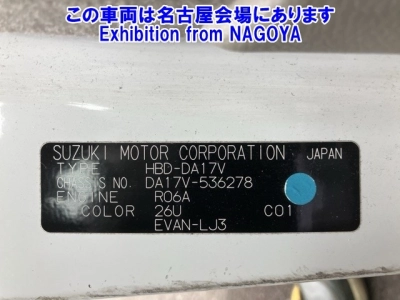 この車両は名古屋会場にあります
Exhibition from NAGOYA
SUZUKI MOTOR CORPORATION JAPAN
TYPE HBD-DA17V
CHASSIS NO. DA17V-536278
ENGINE R06A
COLOR 26U C01
EVAN-LJ3